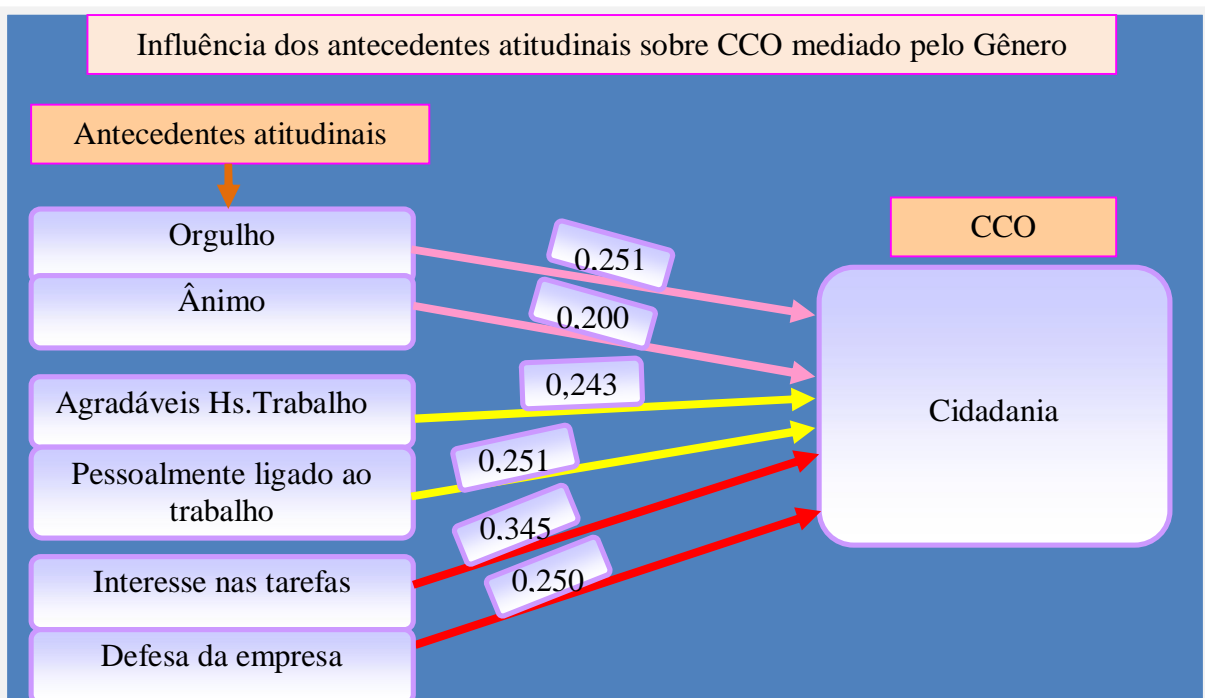 Influência dos antecedentes atitudinais sobre CCO mediado pelo Gênero
Antecedentes atitudinais
Orgulho
Ânimo
Agradáveis Hs.Trabalho
Pessoalmente ligado ao
trabalho
Interesse nas tarefas
Defesa da empresa
0,251
0,200
0,243
0,251
0,345
0,250
CCO
Cidadania